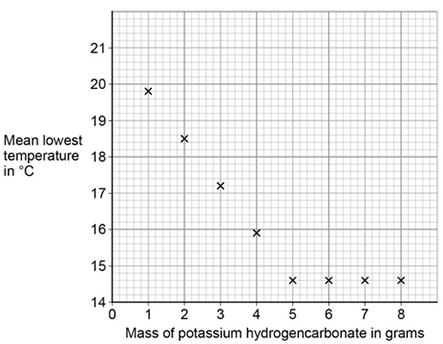 21
20
19
Mean lowest
temperature
in °C
18
17
16
15
14
0 1 2 3 4 5 6 7 8
Mass of potassium hydrogencarbonate in grams